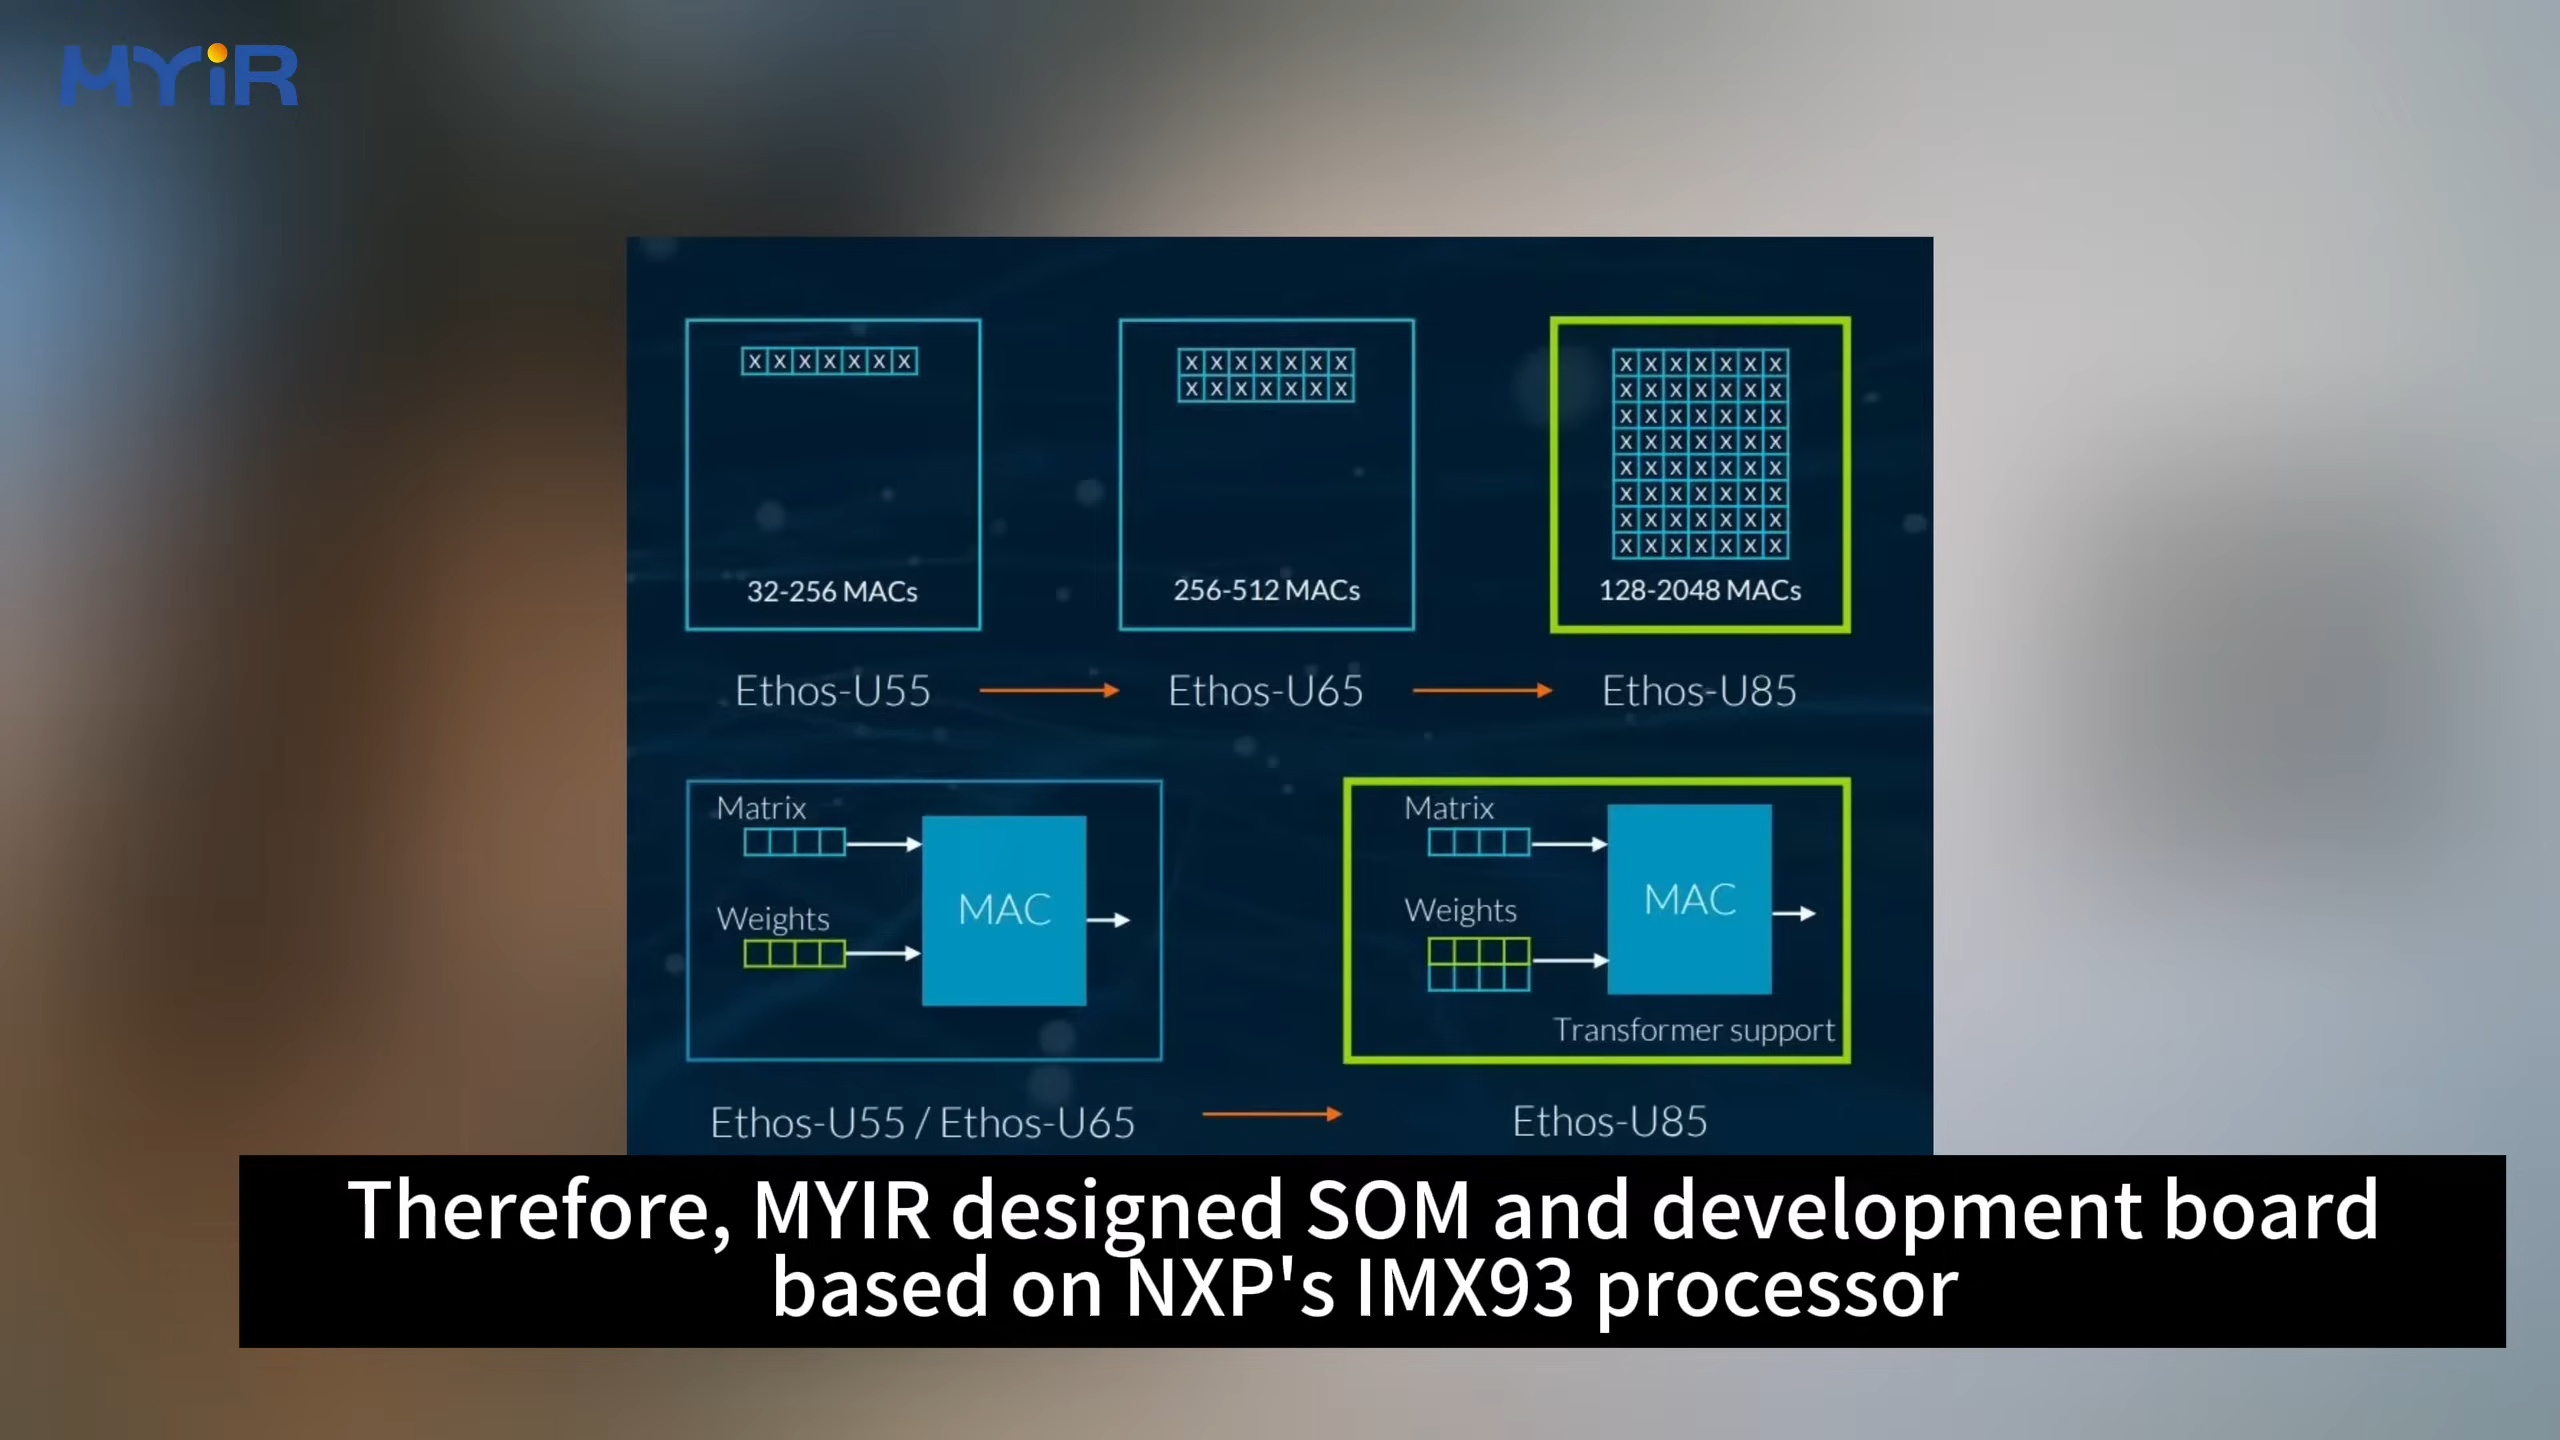 MYiR
X X X X X X X
X X X X X X X
X X X X X X X
X X X X X X X
X X X X X X X
X X X X X X X
X X X X X X X
X X X X X X X
X X X X X X X
X X X X X X X
X X X X X X X
32-256 MACs
256-512 MACs
128-2048 MACs
Ethos-U55
Ethos-U65
Ethos-U85
Matrix
Weights
MAC
Matrix
Weights
MAC
Transformer support
Ethos-U55 / Ethos-U65
Ethos-U85
Therefore, MYIR designed SOM and development board
based on NXP's IMX93 processor